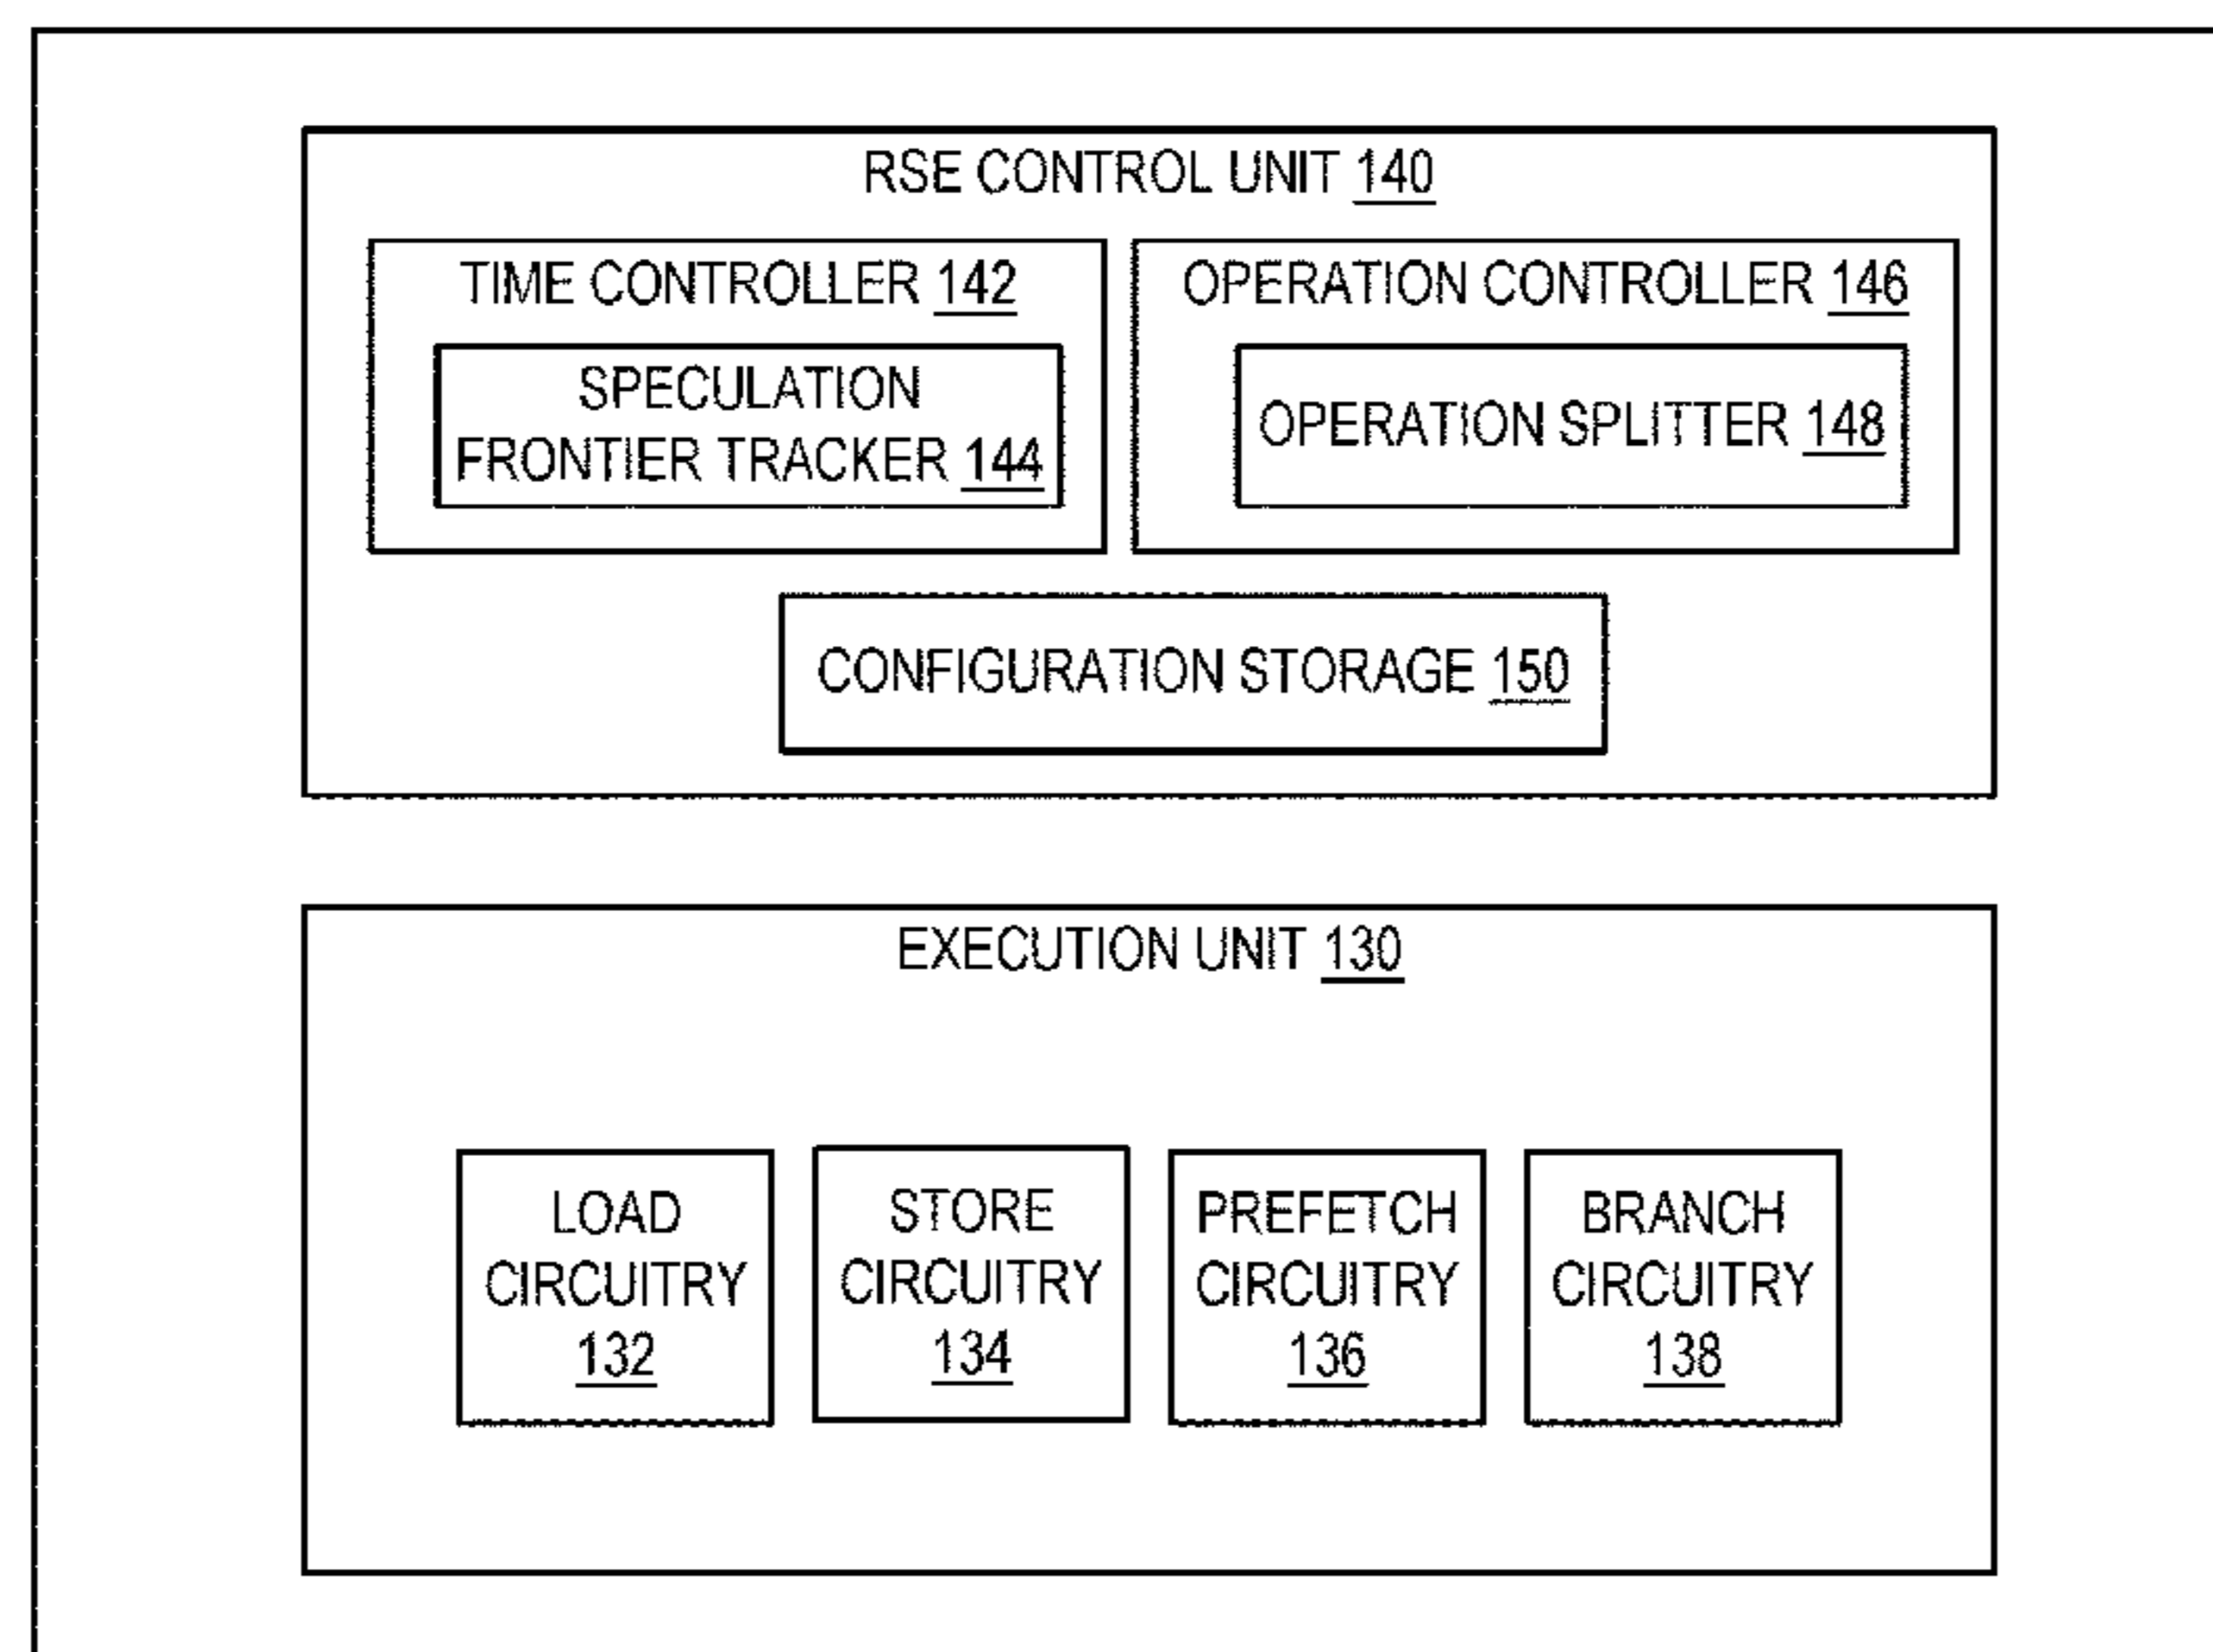 RSE CONTROL UNIT 140
TIME CONTROLLER 142
SPECULATION
FRONTIER TRACKER 144
OPERATION CONTROLLER 146
OPERATION SPLITTER 148
CONFIGURATION STORAGE 150
EXECUTION UNIT 130
LOAD
CIRCUITRY
132
STORE
CIRCUITRY
134
PREFETCH
CIRCUITRY
136
BRANCH
CIRCUITRY
138